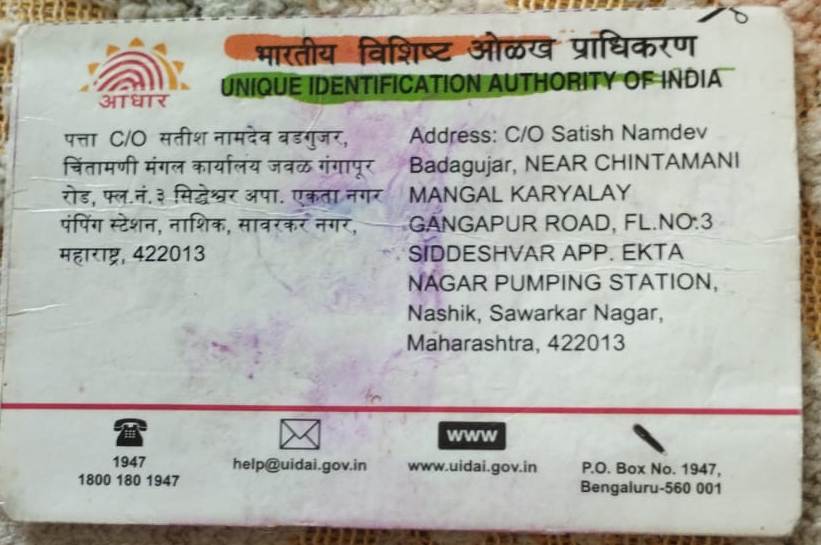 भारतीय विशिष्ट ओळख प्राधिकरण
UNIQUE IDENTIFICATION AUTHORITY OF INDIA
आधार
पत्ता C/O सतीश नामदेव बडगुजर,
चिंतामणी मंगल कार्यालय जवळ गंगापूर
रोड, फ्ल.नं.३ सिद्धेश्वर अपा. एकता नगर
पंपिंग स्टेशन, नाशिक, सावरकर नगर,
महाराष्ट्र, 422013
Address: C/O Satish Namdev
Badagujar, NEAR CHINTAMANI
MANGAL KARYALAY
GANGAPUR ROAD, FL.NO:3
SIDDESHVAR APP. EKTA
NAGAR PUMPING STATION,
Nashik, Sawarkar Nagar,
Maharashtra, 422013
1947
1800 180 1947
help@uidai.gov.in
www
www.uidai.gov.in
P.O. Box No. 1947,
Bengaluru-560 001